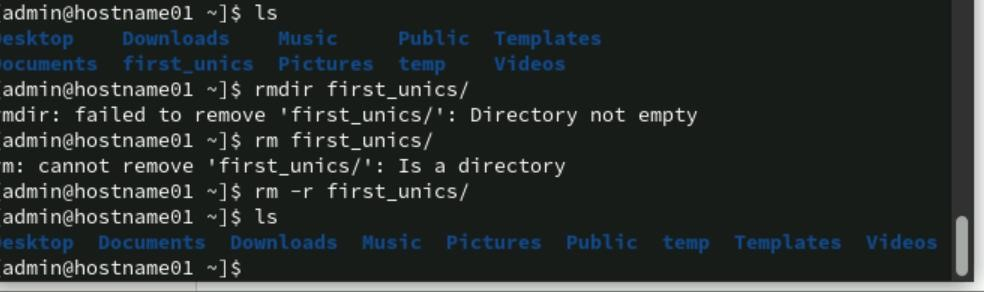 [admin@hostname01 ~]$ ls
esktop Downloads Music Public Templates
ocuments first_unics Pictures temp Videos
[admin@hostname01 ~]$ rmdir first_unics/
rmdir: failed to remove 'first_unics/': Directory not empty
[admin@hostname01 ~]$ rm first_unics/
rm: cannot remove 'first_unics/': Is a directory
[admin@hostname01 ~]$ rm -r first_unics/
[admin@hostname01 ~]$ ls
esktop Documents Downloads Music Pictures Public temp Templates Videos
[admin@hostname01 ~]$